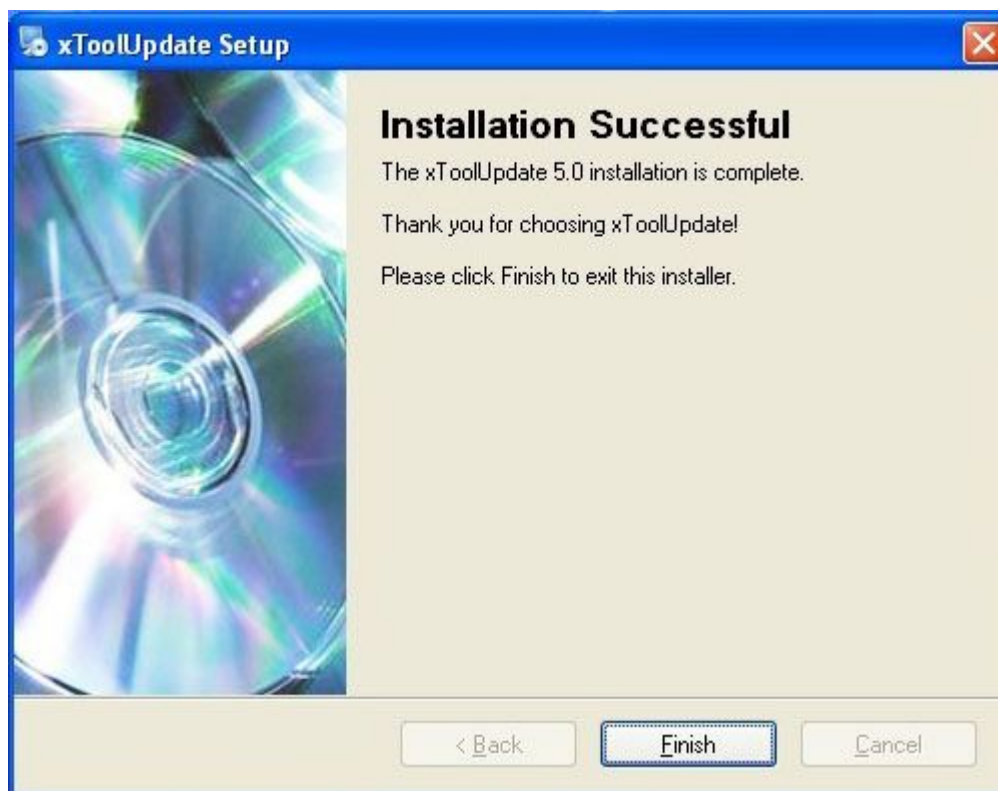 xToolUpdate Setup
Installation Successful
The xToolUpdate 5.0 installation is complete.
Thank you for choosing xToolUpdate!
Please click Finish to exit this installer.
< Back
Finish
Cancel